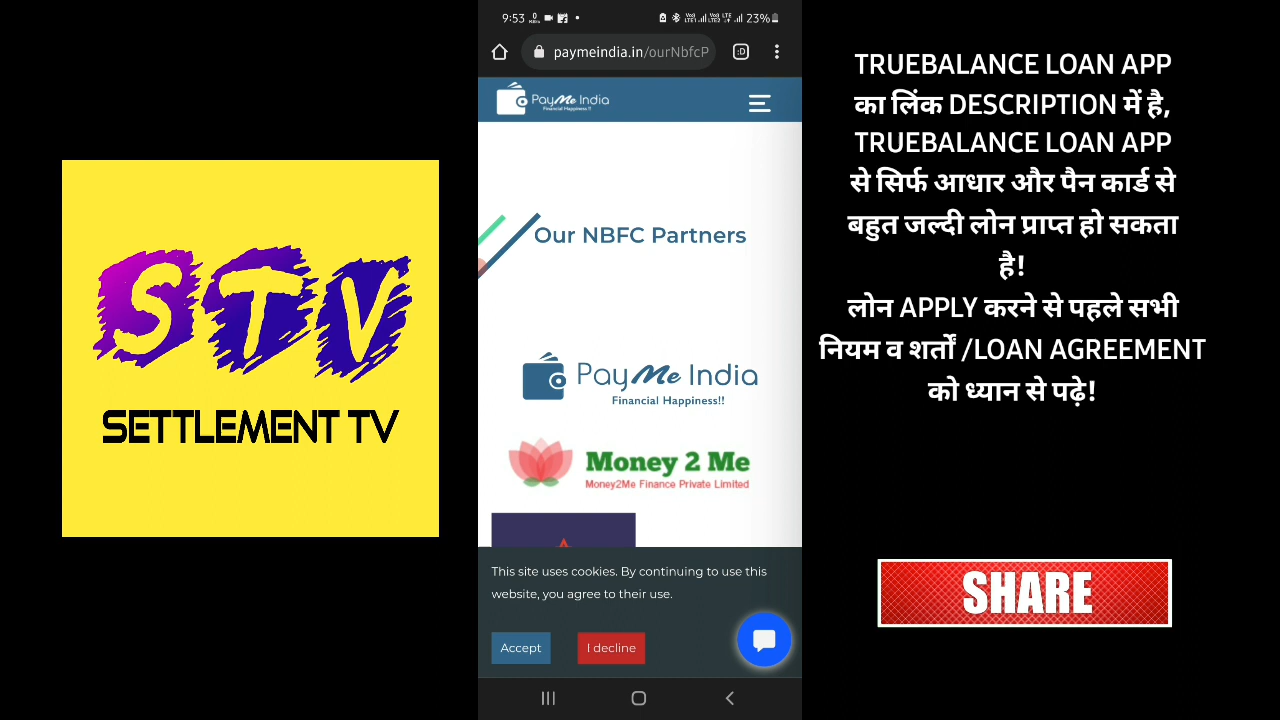 STV
SETTLEMENT TV
9:53
23%
paymeindia.in/ourNbfcP
:D
PayMe India
Financial Happiness!!
Our NBFC Partners
PayMe India
Financial Happiness!!
Money 2 Me
Money2Me Finance Private Limited
This site uses cookies. By continuing to use this
website, you agree to their use.
Accept
I decline
TRUEBALANCE LOAN APP
का लिंक DESCRIPTION में है,
TRUEBALANCE LOAN APP
से सिर्फ आधार और पैन कार्ड से
बहुत जल्दी लोन प्राप्त हो सकता
है!
लोन APPLY करने से पहले सभी
नियम व शर्तों /LOAN AGREEMENT
को ध्यान से पढ़े!
SHARE